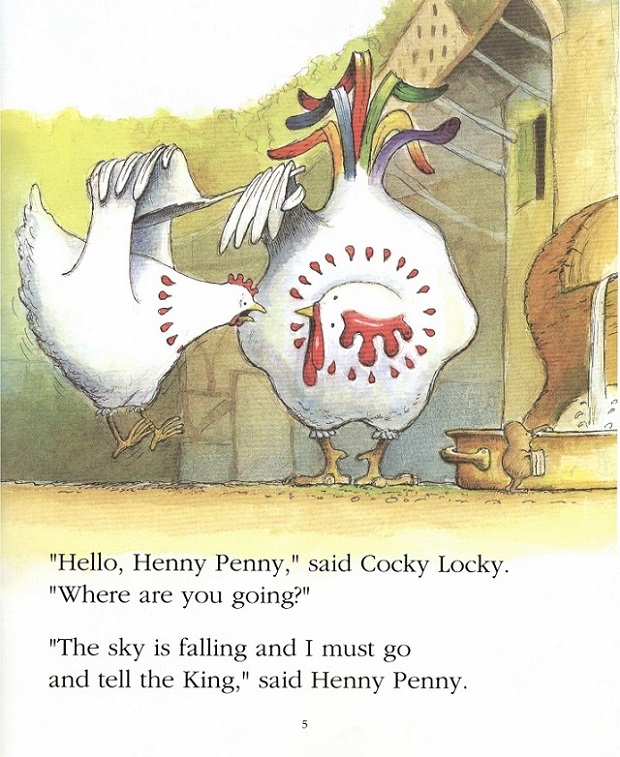 "Hello, Henny Penny," said Cocky Locky.
"Where are you going?"
"The sky is falling and I must go
and tell the King," said Henny Penny.
5